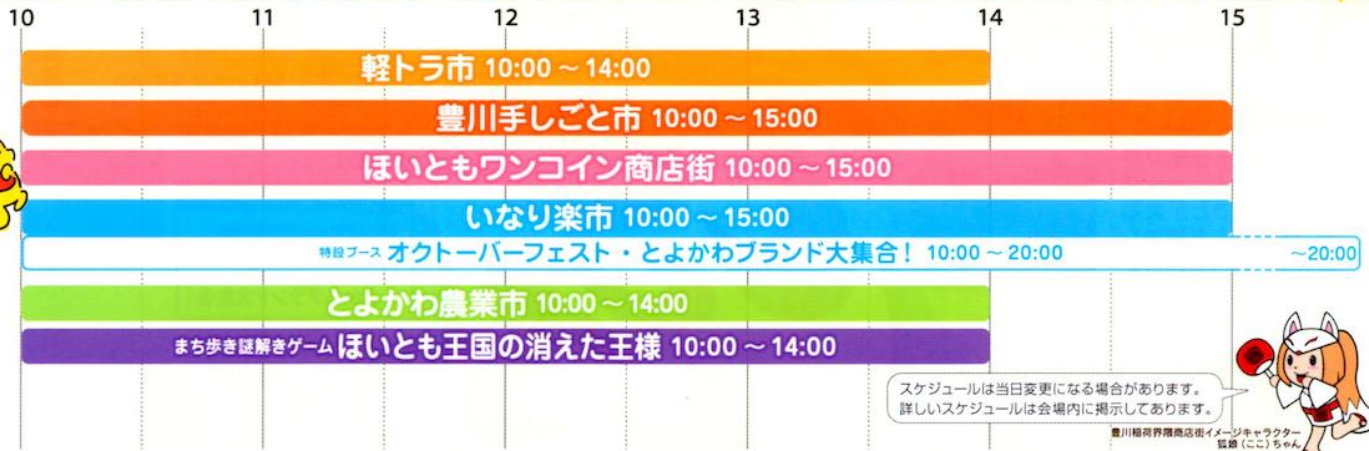 10 11 12 13 14 15
軽トラ市 10:00 ～ 14:00
豊川手しごと市 10:00 ～ 15:00
ほいともワンコイン商店街 10:00 ～ 15:00
いなり楽市 10:00 ～ 15:00
特設ブース オクトーバーフェスト・とよかわブランド大集合！ 10:00 ～ 20:00 ～20:00
とよかわ農業市 10:00 ～ 14:00
まち歩き謎解きゲーム ほいとも王国の消えた王様 10:00 ～ 14:00
スケジュールは当日変更になる場合があります。
詳しいスケジュールは会場内に掲示してあります。
豊川稲荷界隈商店街イメージキャラクター
狐娘（ここ）ちゃん